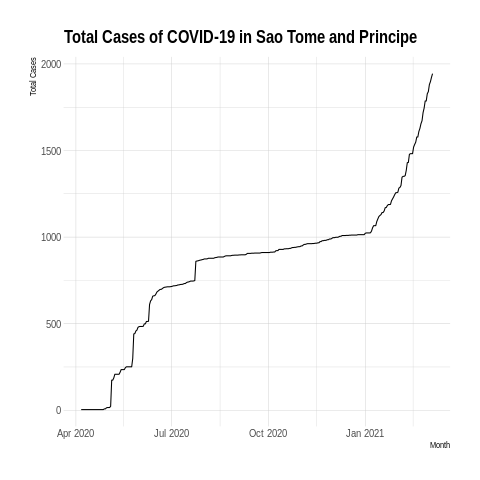 Total Cases of COVID-19 in Sao Tome and Principe
Total Cases
2000
1500
1000
500
0
Apr 2020 Jul 2020 Oct 2020 Jan 2021
Month